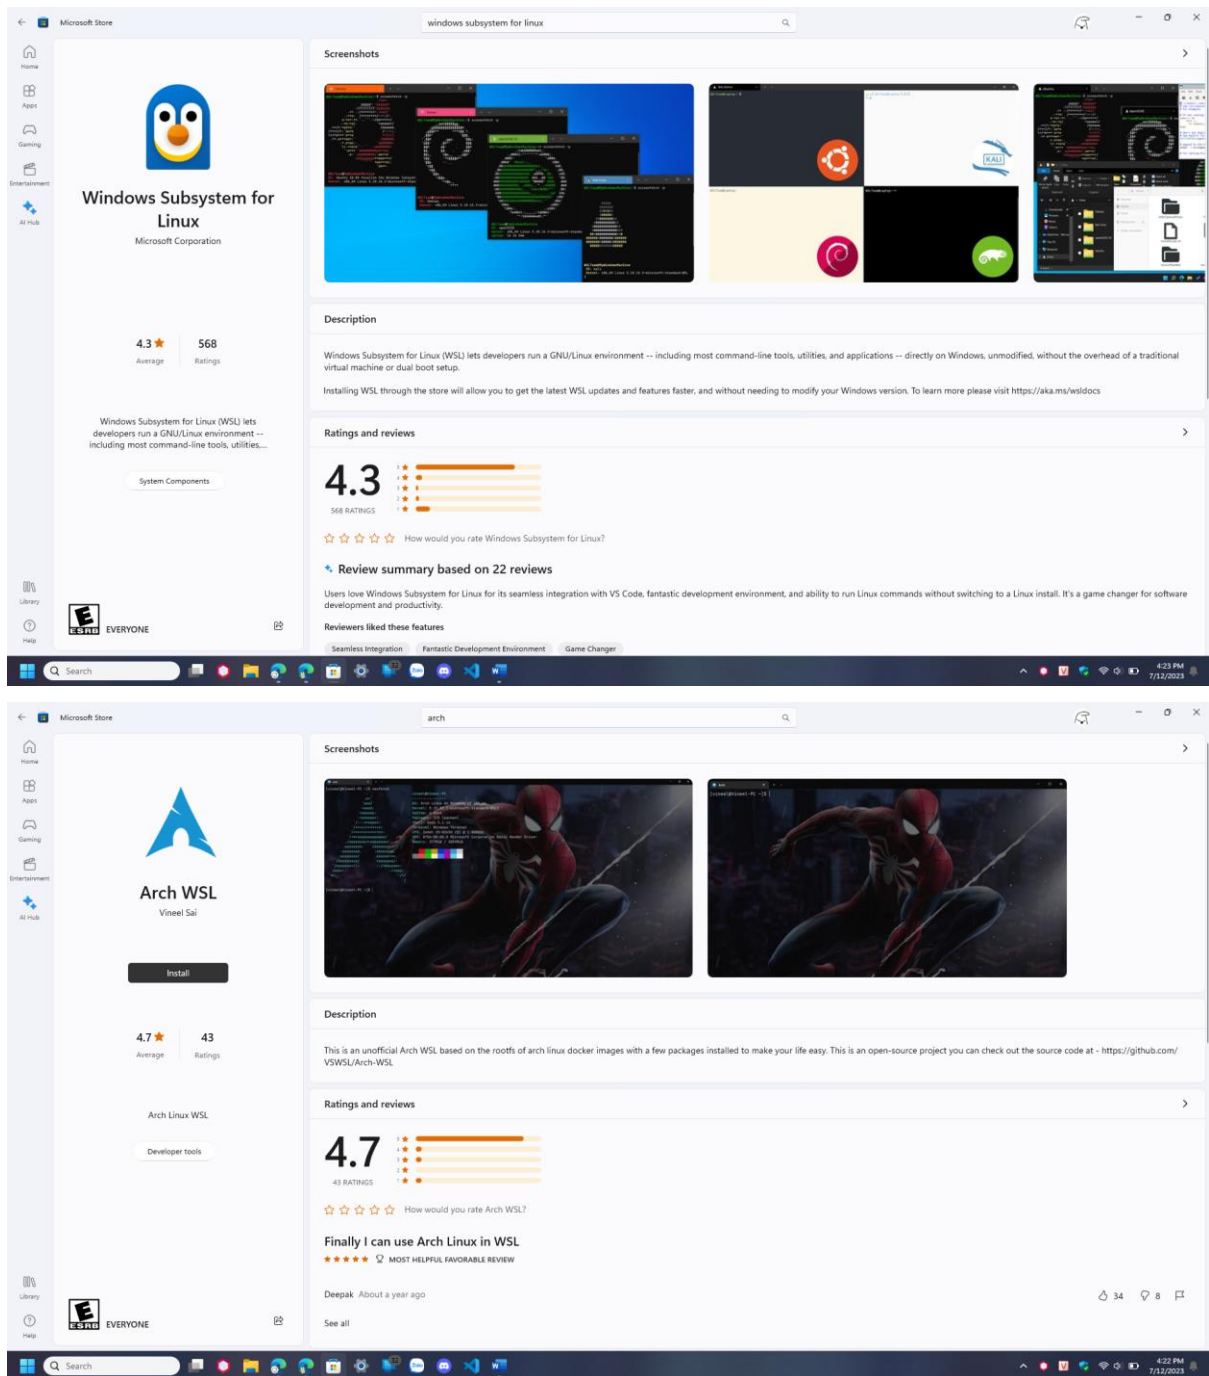 Microsoft Store
windows subsystem for linux
Home
Apps
Gaming
Entertainment
AI Hub
Library
Help
Windows Subsystem for
Linux
Microsoft Corporation
4.3
568
Average
Ratings
Windows Subsystem for Linux (WSL) lets
developers run a GNU/Linux environment --
including most command-line tools, utilities,...
System Components
E
ESRB
EVERYONE
Screenshots
KALI
Description
Windows Subsystem for Linux (WSL) lets developers run a GNU/Linux environment -- including most command-line tools, utilities, and applications -- directly on Windows, unmodified, without the overhead of a traditional
virtual machine or dual boot setup.
Installing WSL through the store will allow you to get the latest WSL updates and features faster, and without needing to modify your Windows version. To learn more please visit https://aka.ms/wsldocs
Ratings and reviews
4.3
568 RATINGS
5
4
3
2
1
How would you rate Windows Subsystem for Linux?
Review summary based on 22 reviews
Users love Windows Subsystem for Linux for its seamless integration with VS Code, fantastic development environment, and ability to run Linux commands without switching to a Linux install. It's a game changer for software
development and productivity.
Reviewers liked these features
Seamless Integration
Fantastic Development Environment
Game Changer
Search
4:23 PM
7/12/2023
Microsoft Store
arch
Home
Apps
Gaming
Entertainment
AI Hub
Library
Help
Arch WSL
Vineel Sai
Install
4.7
43
Average
Ratings
Arch Linux WSL
Developer tools
E
ESRB
EVERYONE
Screenshots
Description
This is an unofficial Arch WSL based on the rootfs of arch linux docker images with a few packages installed to make your life easy. This is an open-source project you can check out the source code at - https://github.com/
VSWSL/Arch-WSL
Ratings and reviews
4.7
43 RATINGS
5
4
3
2
1
How would you rate Arch WSL?
Finally I can use Arch Linux in WSL
MOST HELPFUL FAVORABLE REVIEW
Deepak About a year ago
34
8
See all
Search
4:22 PM
7/12/2023